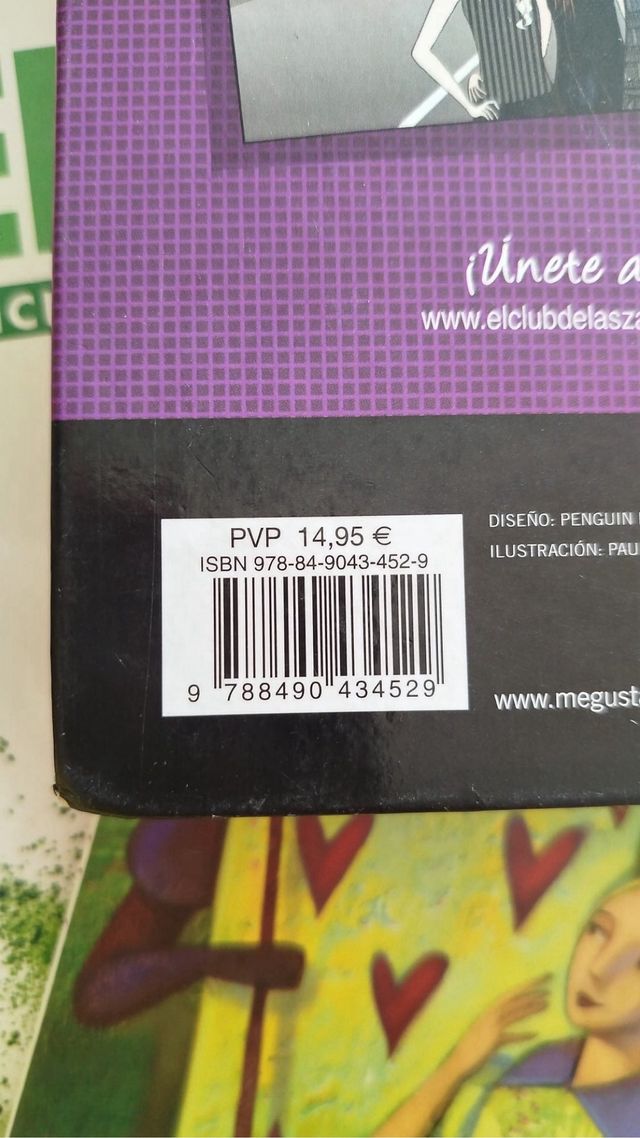 ¡Únete a
www.elclubdelasza
PVP 14,95 €
ISBN 978-84-9043-452-9
9 788490 434529
DISEÑO: PENGUIN
ILUSTRACIÓN: PAU
www.megusta